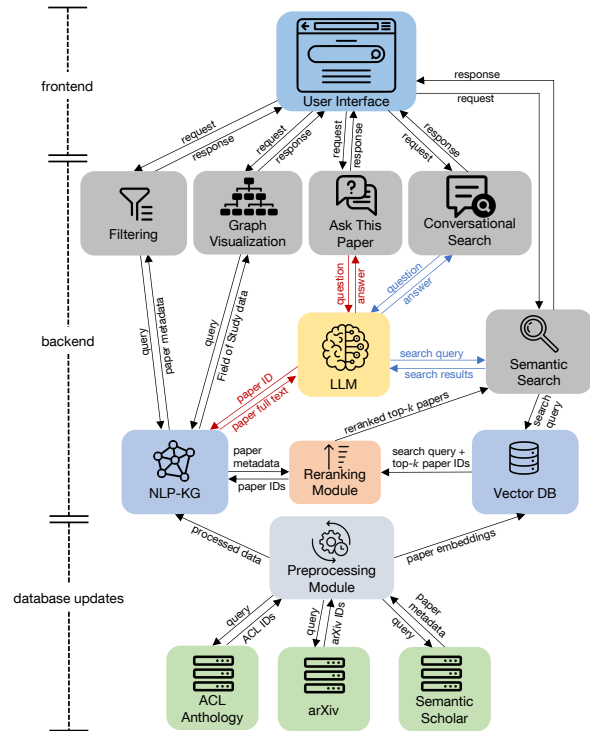 frontend
User Interface
response
request
request
response
request
response
request
response
response
request
backend
Filtering
Graph
Visualization
Ask This
Paper
Conversational
Search
question
answer
question
answer
query
paper metadata
query
Field of Study data
LLM
search query
search results
Semantic
Search
paper ID
paper full text
reranked top-k papers
search
query
NLP-KG
paper
metadata
paper IDs
Reranking
Module
search query +
top-k paper IDs
Vector DB
database updates
processed data
Preprocessing
Module
paper embeddings
query
ACL IDs
query
arXiv IDs
paper
metadata
query
ACL
Anthology
arXiv
Semantic
Scholar